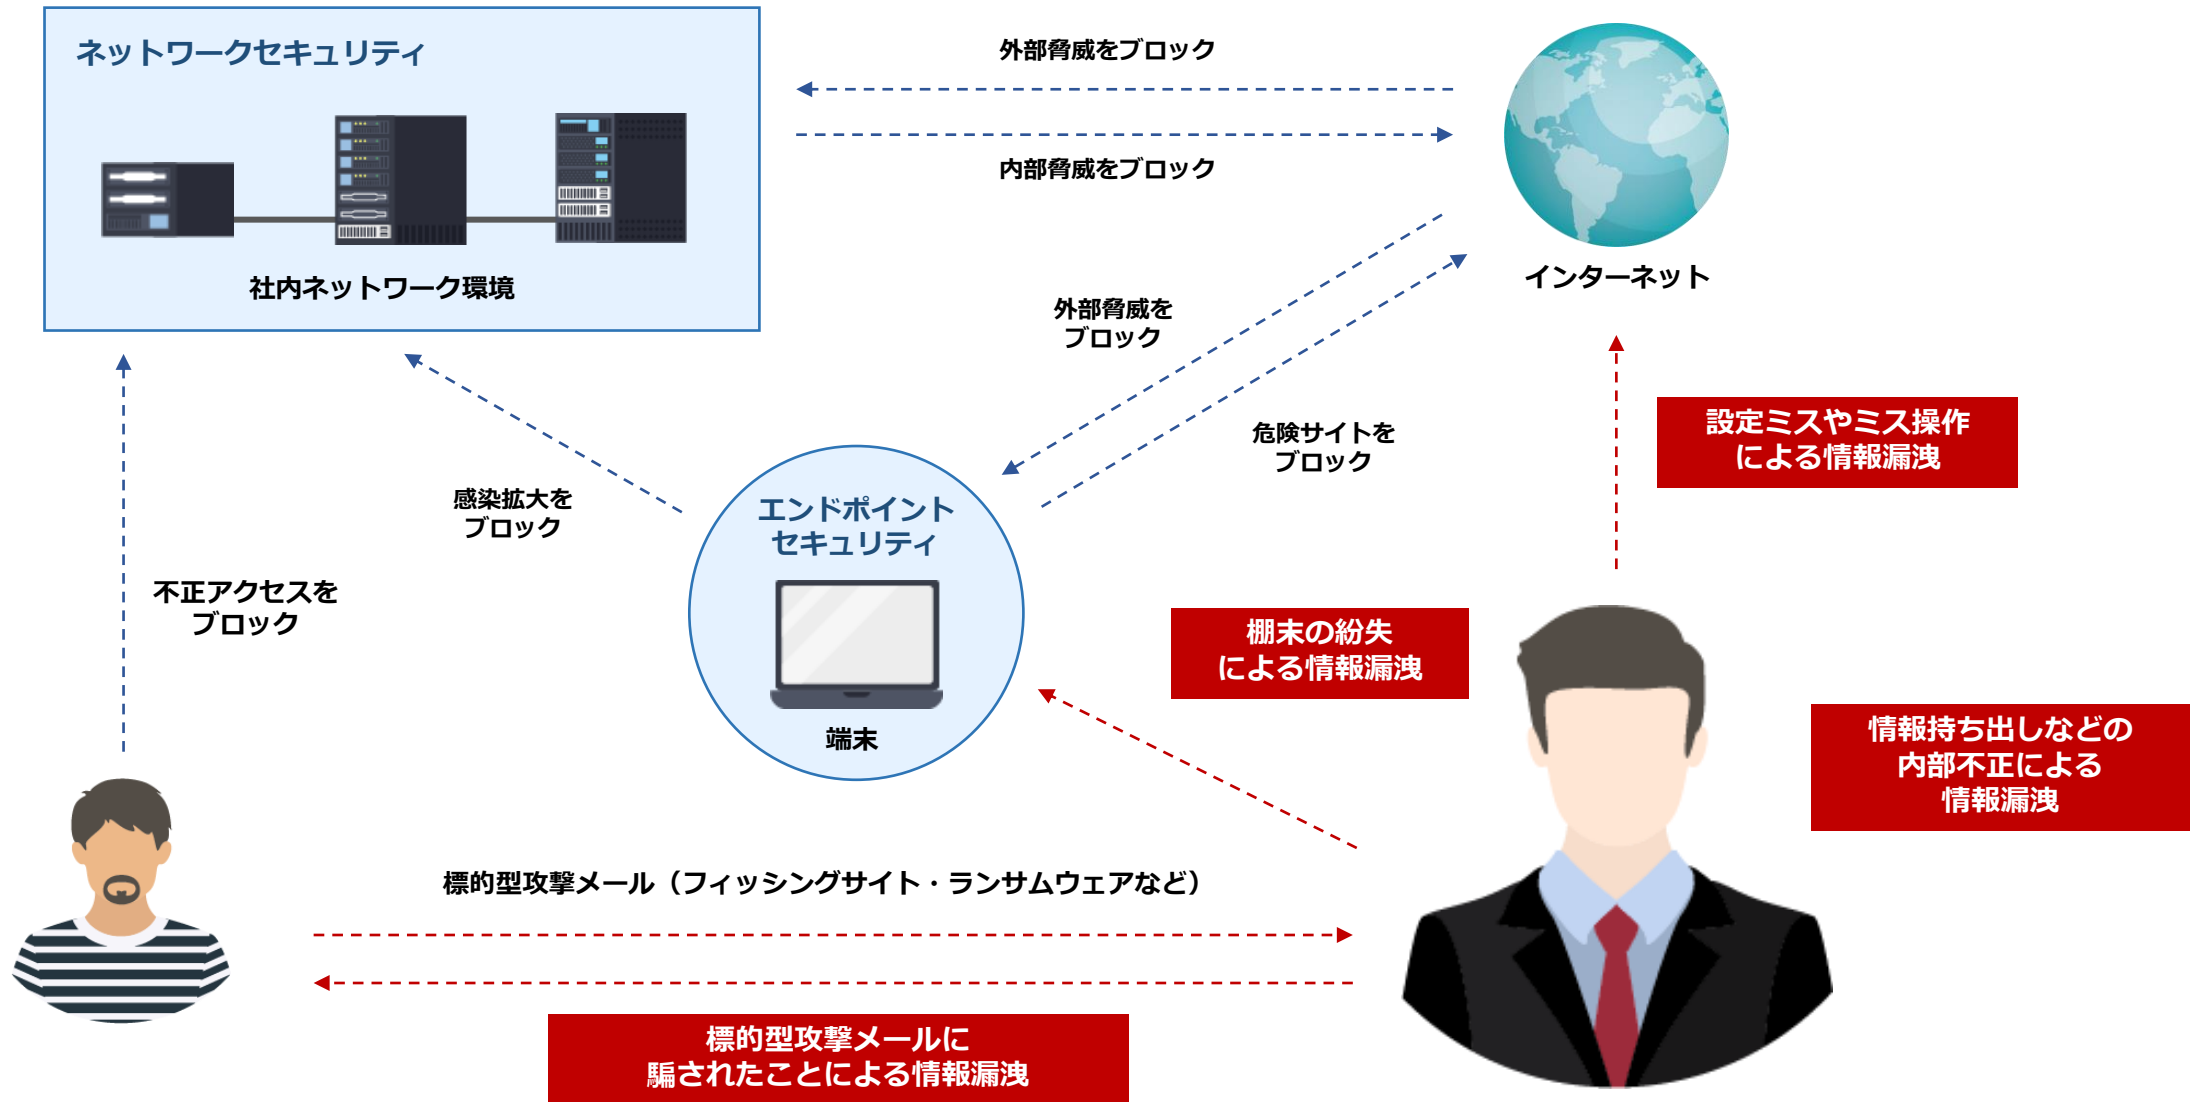 ネットワークセキュリティ
社内ネットワーク環境
外部脅威をブロック
内部脅威をブロック
インターネット
外部脅威を
ブロック
危険サイトを
ブロック
設定ミスやミス操作
による情報漏洩
感染拡大を
ブロック
エンドポイント
セキュリティ
端末
不正アクセスを
ブロック
棚末の紛失
による情報漏洩
情報持ち出しなどの
内部不正による
情報漏洩
標的型攻撃メール（フィッシングサイト・ランサムウェアなど）
標的型攻撃メールに
騙されたことによる情報漏洩